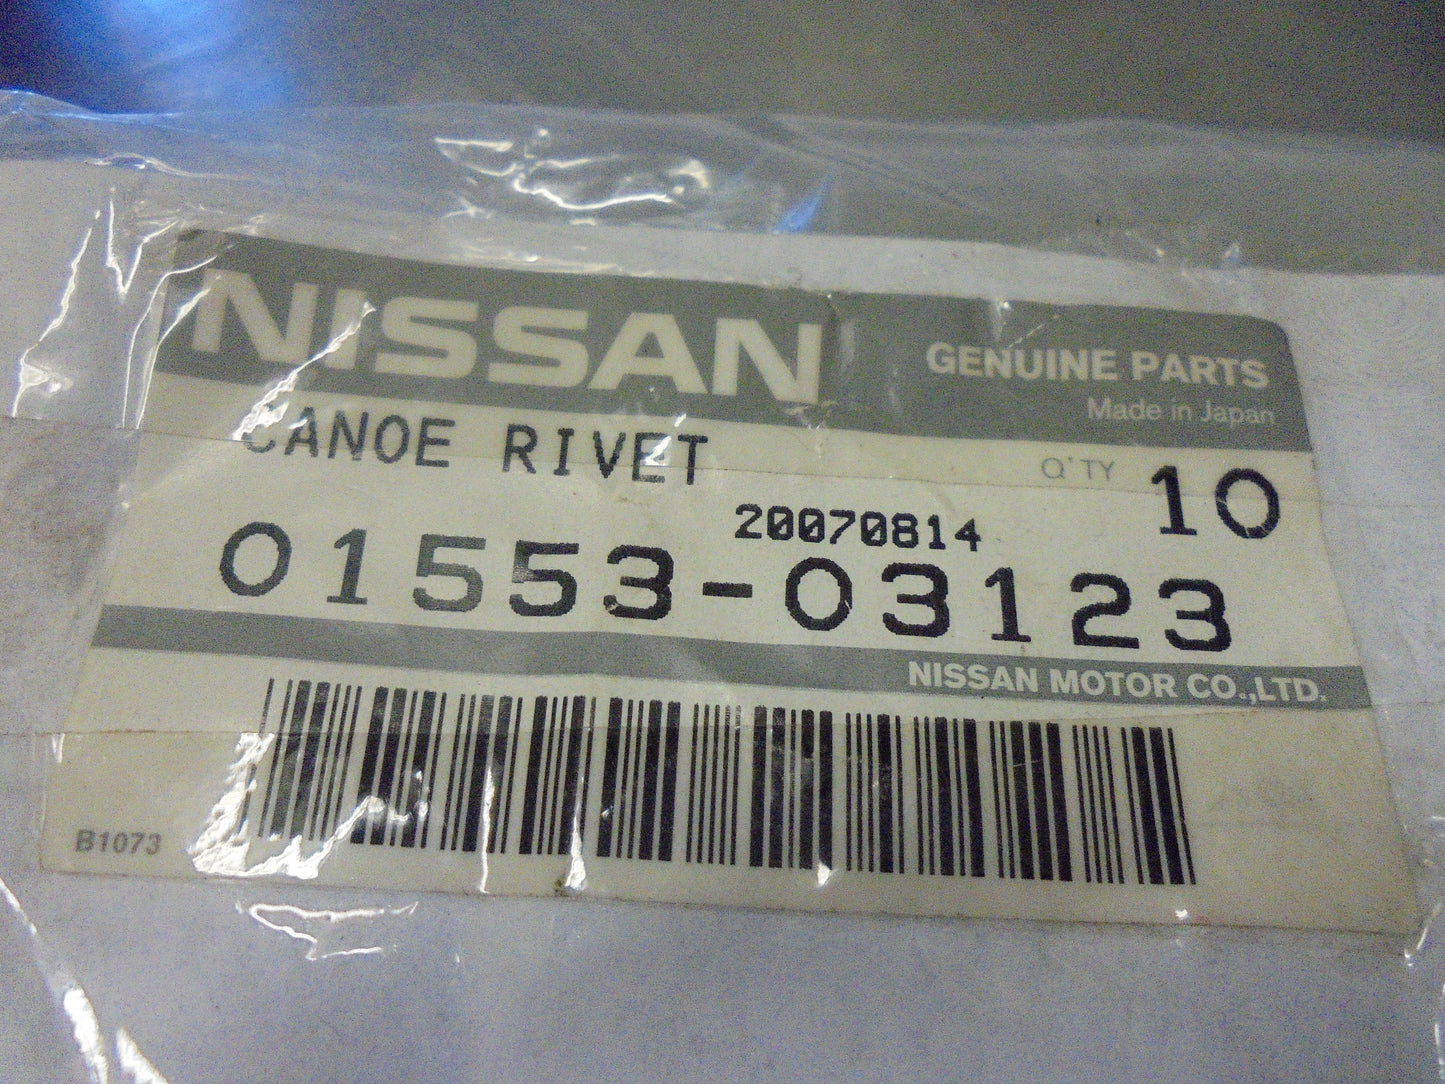 NISSAN
GENUINE PARTS
Made in Japan
CANOE RIVET
Q'TY 10
20070814
01553-03123
NISSAN MOTOR CO.,LTD.
B1073